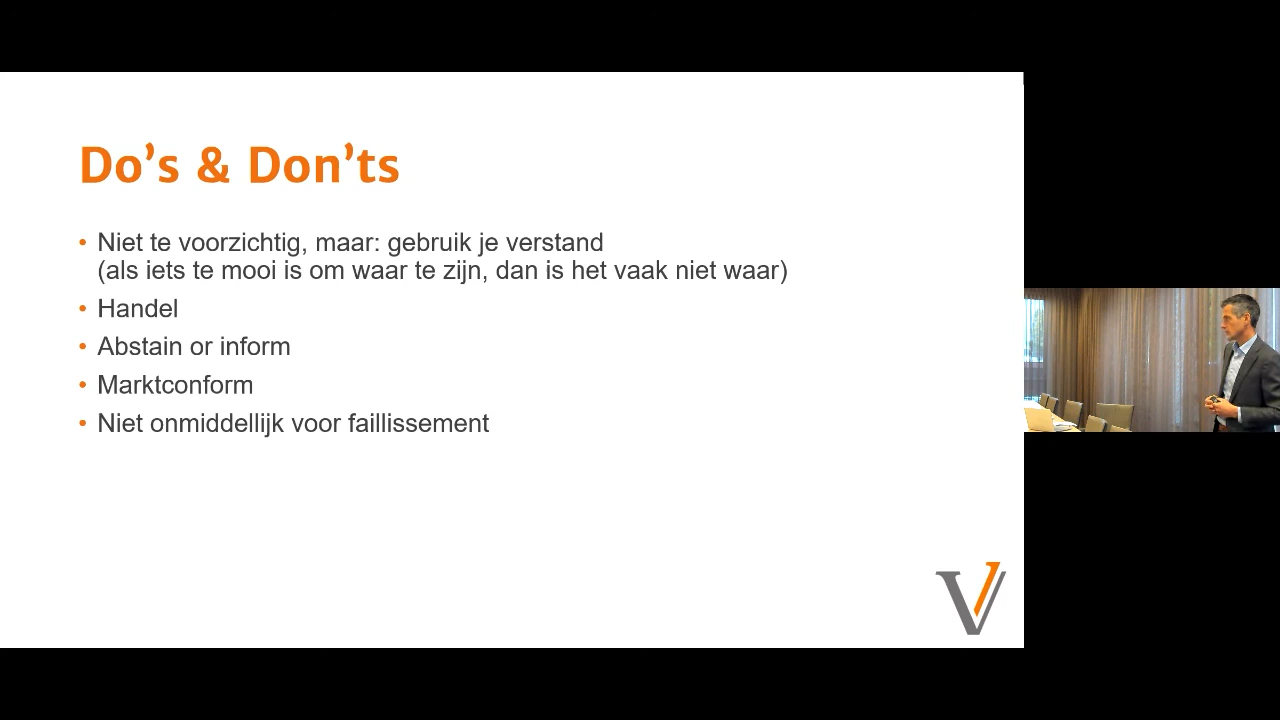 Do’s & Don’ts
• Niet te voorzichtig, maar: gebruik je verstand
(als iets te mooi is om waar te zijn, dan is het vaak niet waar)
• Handel
• Abstain or inform
• Marktconform
• Niet onmiddellijk voor faillissement
V